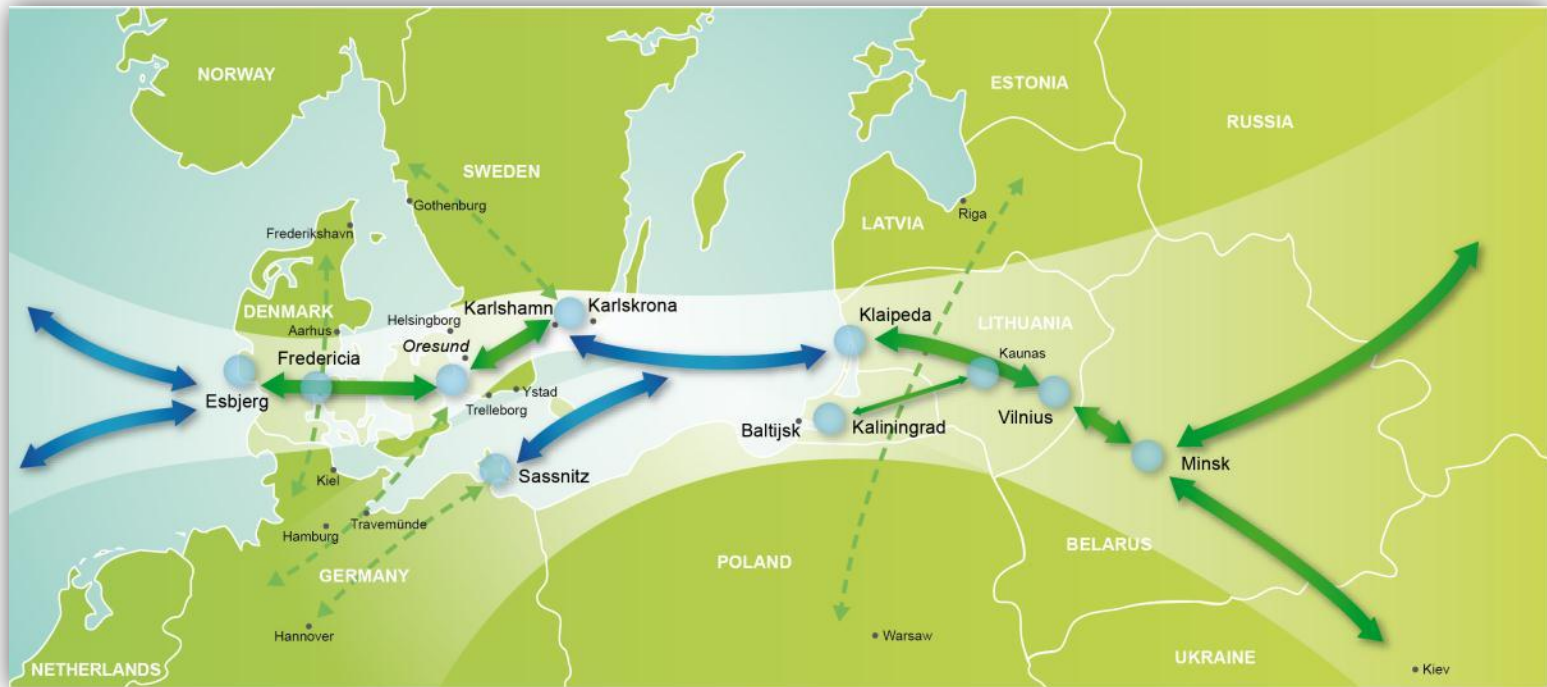 NORWAY
ESTONIA
RUSSIA
SWEDEN
Gothenburg
Riga
LATVIA
Frederikshavn
DENMARK
Karlshamn
Karlskrona
Aarhus
Helsingborg
Klaipeda
LITHUANIA
Fredericia
Oresund
Kaunas
Esbjerg
Ystad
Trelleborg
Vilnius
Baltijsk
Kaliningrad
Minsk
Kiel
Sassnitz
Travemünde
Hamburg
BELARUS
POLAND
GERMANY
Hannover
Warsaw
UKRAINE
NETHERLANDS
Kiev